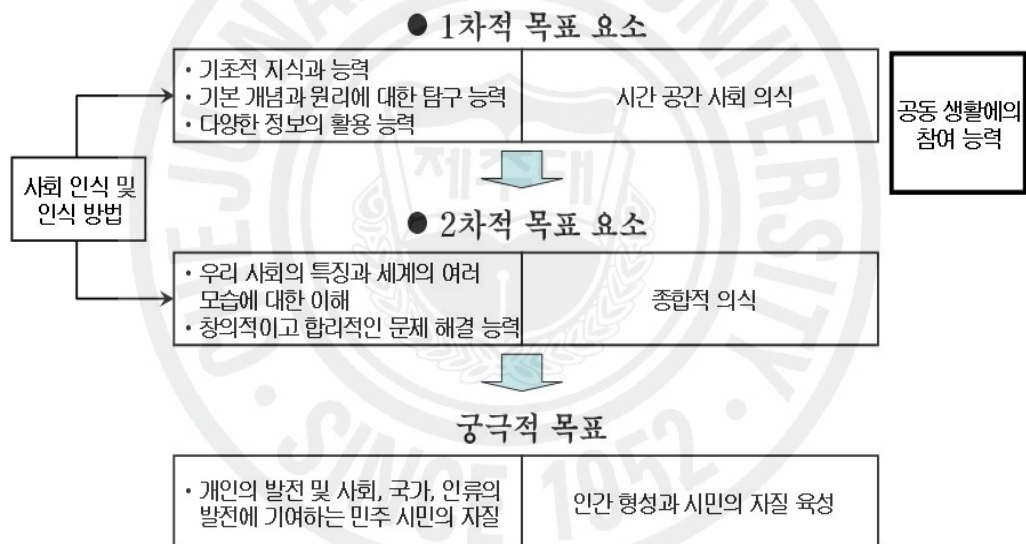 ● 1차적 목표 요소
• 기초적 지식과 능력
• 기본 개념과 원리에 대한 탐구 능력
• 다양한 정보의 활용 능력
시간 공간 사회 의식
공동 생활에의
참여 능력
사회 인식 및
인식 방법
● 2차적 목표 요소
• 우리 사회의 특징과 세계의 여러
모습에 대한 이해
• 창의적이고 합리적인 문제 해결 능력
종합적 의식
궁극적 목표
• 개인의 발전 및 사회, 국가, 인류의
발전에 기여하는 민주 시민의 자질
인간 형성과 시민의 자질 육성
제주대
JEJU NATIONAL UNIVERSITY
SINCE 1952